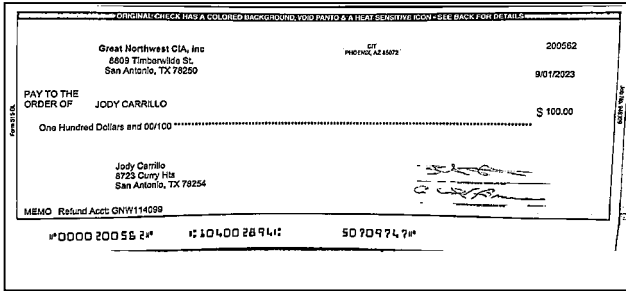 ORIGINAL CHECK HAS A COLORED BACKGROUND, VOID PANTO & A HEAT SENSITIVE ICON - SEE BACK FOR DETAILS
Great Northwest CIA, Inc
8809 Timberwilde St.
San Antonio, TX 78250
CIT
PHOENIX, AZ 85072
200562
9/01/2023
PAY TO THE
ORDER OF JODY CARRILLO
$ 100.00
One Hundred Dollars and 00/100 ****************************************
Jody Carrillo
8723 Curry Hts
San Antonio, TX 78254
MEMO Refund Acct: GNW114099
⑈0000200562⑈ ⑆104002894⑆ 50709747⑈